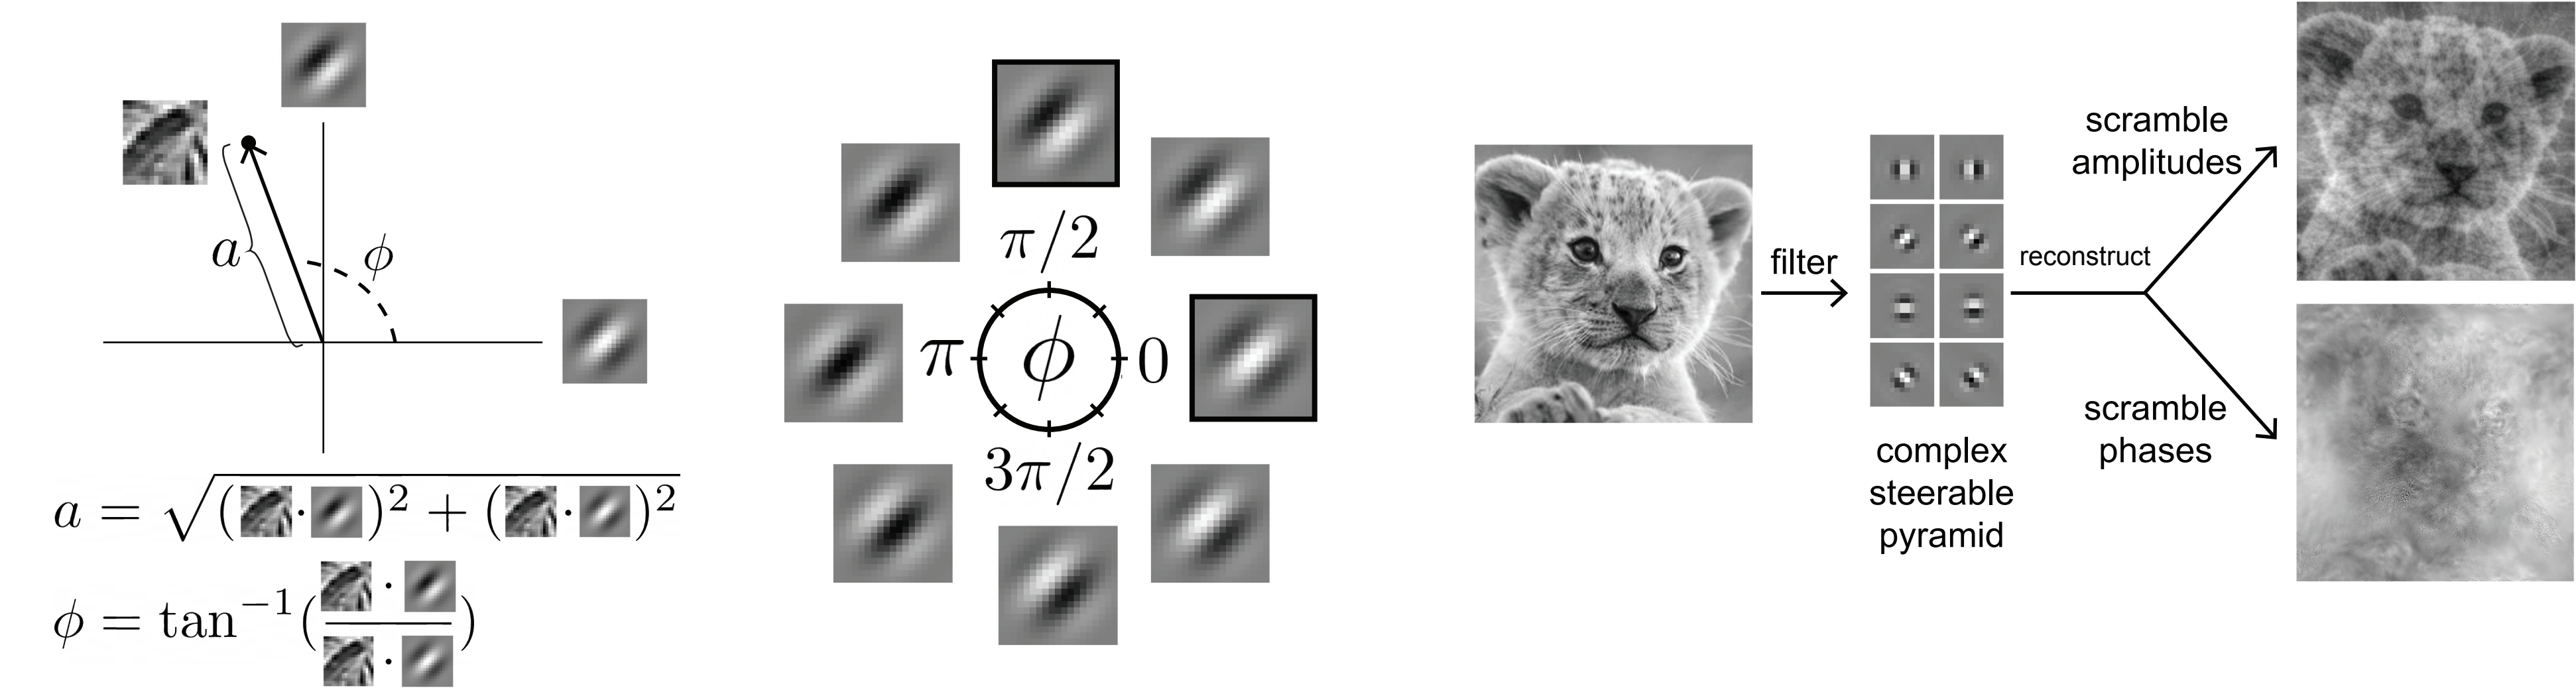 a
ϕ
a = √( · )2 + ( · )2
ϕ = tan−1( · / · )
π/2
π
ϕ
0
3π/2
filter
complex
steerable
pyramid
reconstruct
scramble
amplitudes
scramble
phases